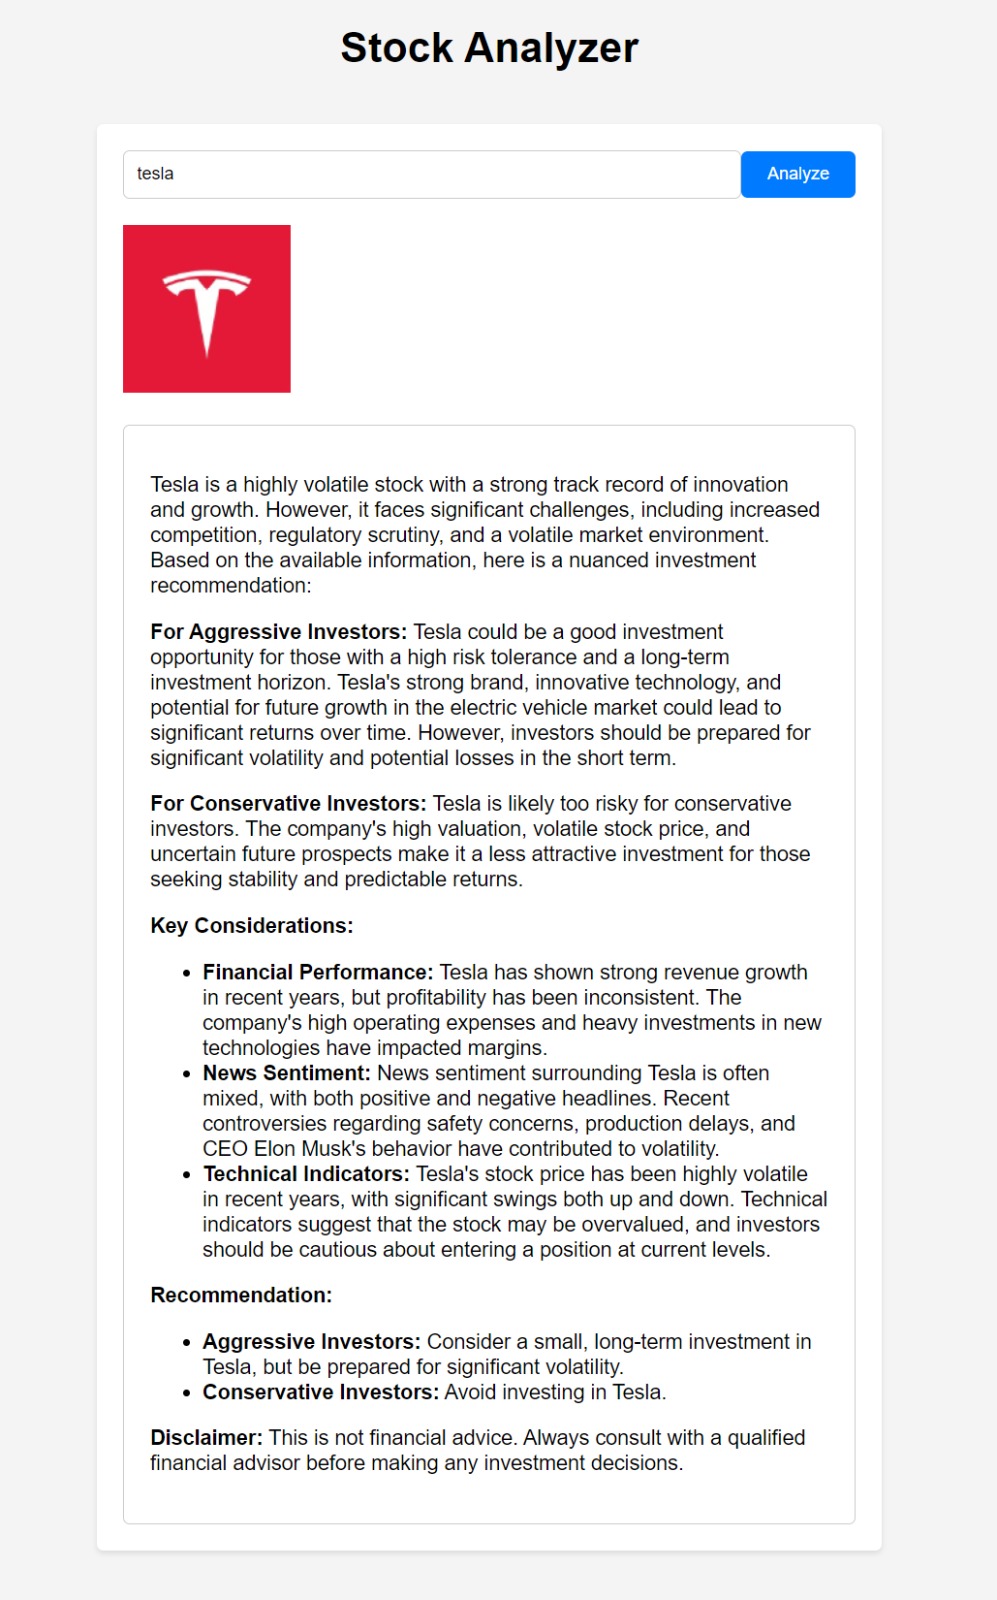 Stock Analyzer
tesla
Analyze
Tesla is a highly volatile stock with a strong track record of innovation
and growth. However, it faces significant challenges, including increased
competition, regulatory scrutiny, and a volatile market environment.
Based on the available information, here is a nuanced investment
recommendation:
For Aggressive Investors: Tesla could be a good investment
opportunity for those with a high risk tolerance and a long-term
investment horizon. Tesla's strong brand, innovative technology, and
potential for future growth in the electric vehicle market could lead to
significant returns over time. However, investors should be prepared for
significant volatility and potential losses in the short term.
For Conservative Investors: Tesla is likely too risky for conservative
investors. The company's high valuation, volatile stock price, and
uncertain future prospects make it a less attractive investment for those
seeking stability and predictable returns.
Key Considerations:
• Financial Performance: Tesla has shown strong revenue growth
in recent years, but profitability has been inconsistent. The
company's high operating expenses and heavy investments in new
technologies have impacted margins.
• News Sentiment: News sentiment surrounding Tesla is often
mixed, with both positive and negative headlines. Recent
controversies regarding safety concerns, production delays, and
CEO Elon Musk's behavior have contributed to volatility.
• Technical Indicators: Tesla's stock price has been highly volatile
in recent years, with significant swings both up and down. Technical
indicators suggest that the stock may be overvalued, and investors
should be cautious about entering a position at current levels.
Recommendation:
• Aggressive Investors: Consider a small, long-term investment in
Tesla, but be prepared for significant volatility.
• Conservative Investors: Avoid investing in Tesla.
Disclaimer: This is not financial advice. Always consult with a qualified
financial advisor before making any investment decisions.